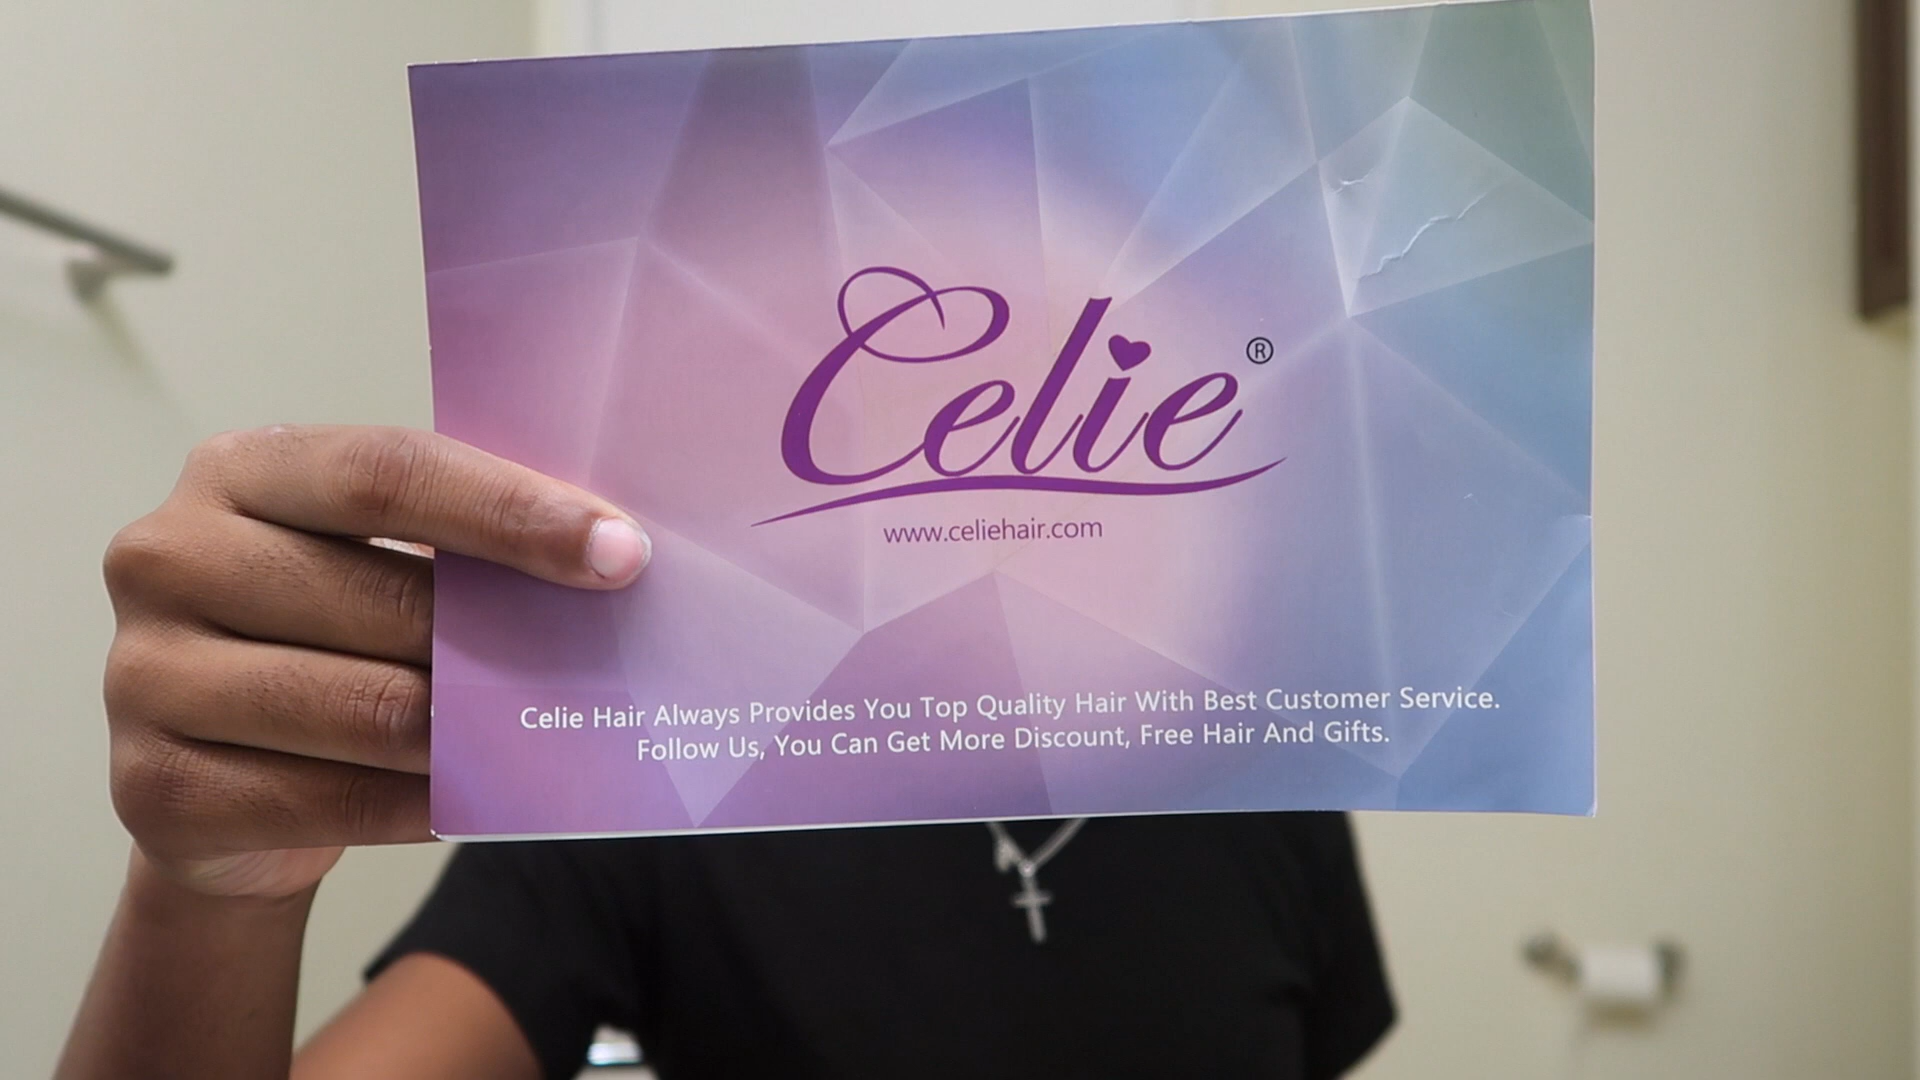 Celie®
www.celiehair.com
Celie Hair Always Provides You Top Quality Hair With Best Customer Service.
Follow Us, You Can Get More Discount, Free Hair And Gifts.